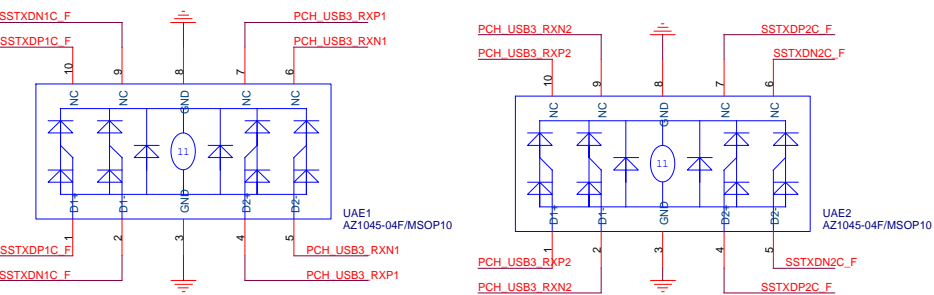 SSTXDN1C_F
PCH_USB3_RXP1
SSTXDP1C_F
PCH_USB3_RXN1
10
9
8
7
6
NC
NC
GND
NC
NC
11
D1+
D1-
GND
D2+
D2-
UAE1
AZ1045-04F/MSOP10
1
2
3
4
5
SSTXDP1C_F
PCH_USB3_RXN1
SSTXDN1C_F
PCH_USB3_RXP1
PCH_USB3_RXN2
SSTXDP2C_F
PCH_USB3_RXP2
SSTXDN2C_F
10
9
8
7
6
NC
NC
GND
NC
NC
11
D1+
D1-
GND
D2+
D2-
UAE2
AZ1045-04F/MSOP10
1
2
3
4
5
PCH_USB3_RXP2
SSTXDN2C_F
PCH_USB3_RXN2
SSTXDP2C_F